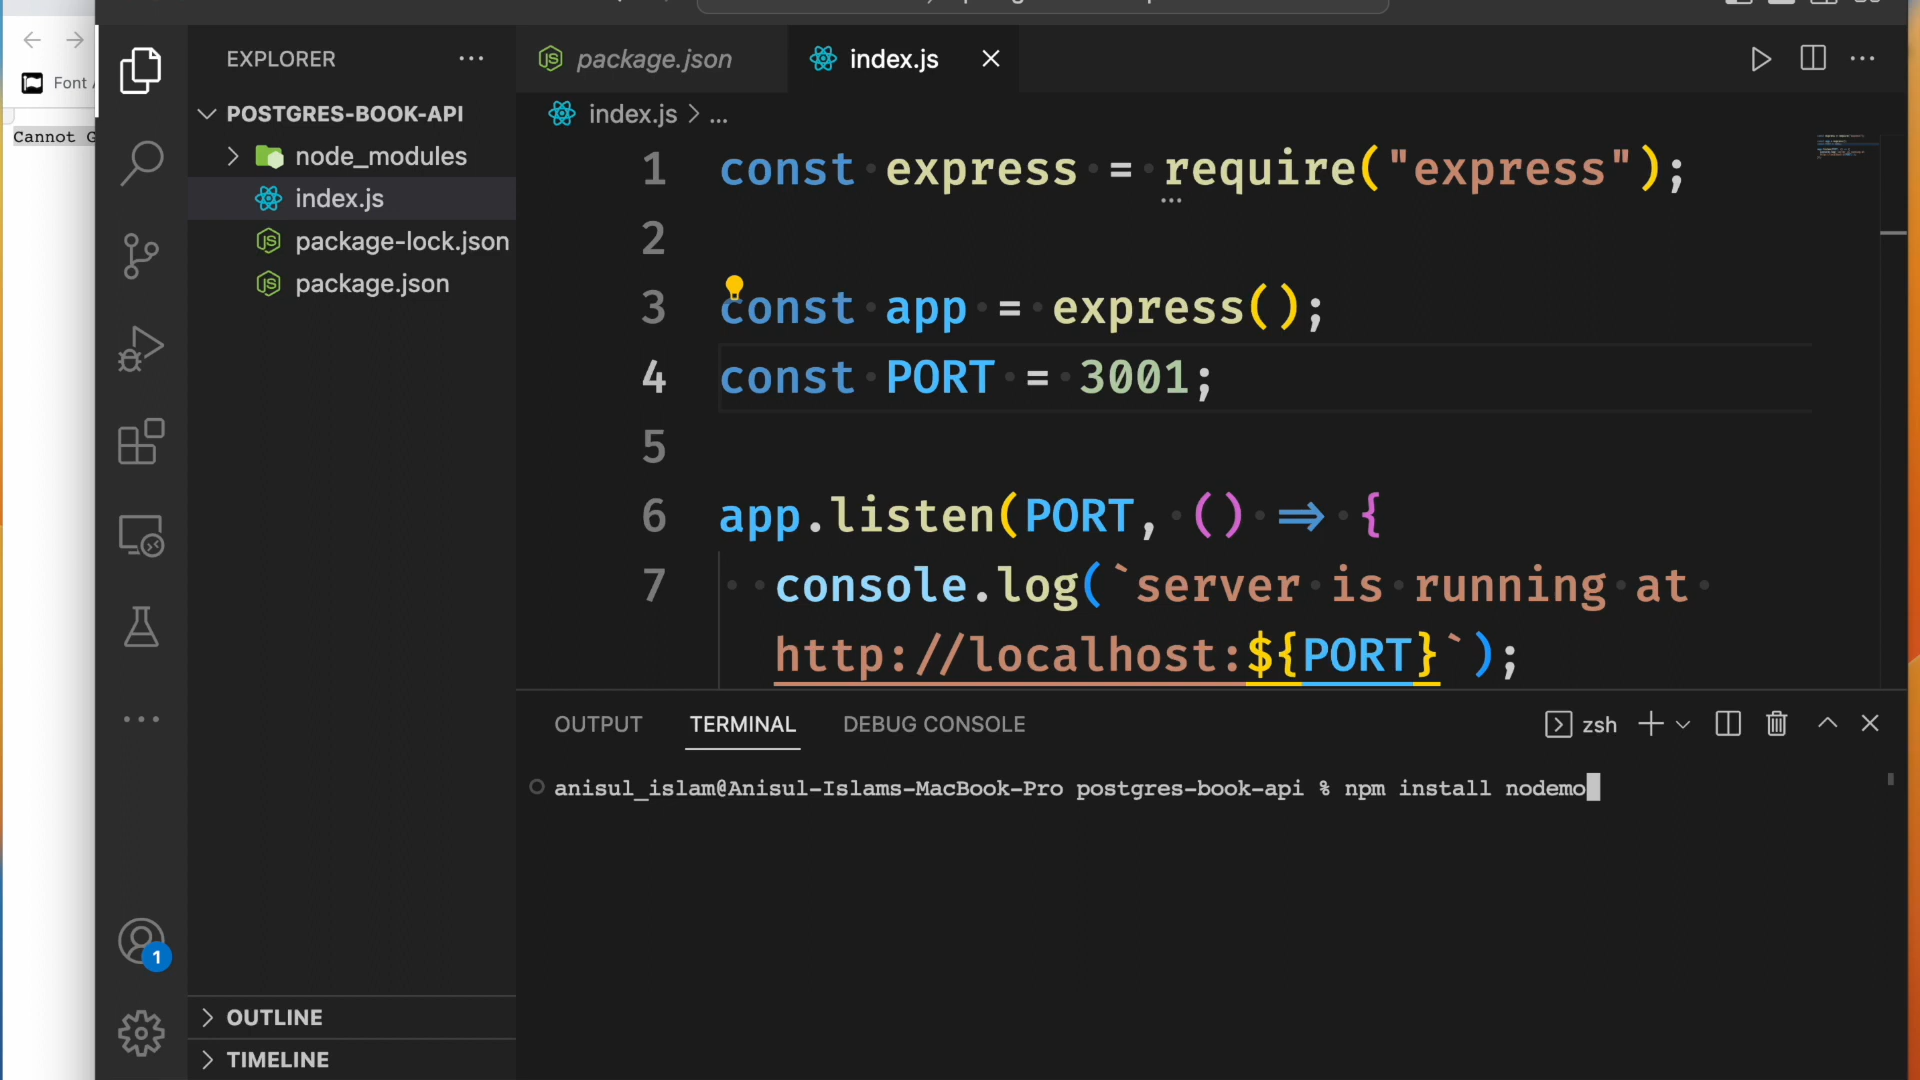 Font
Cannot G
EXPLORER
POSTGRES-BOOK-API
node_modules
index.js
package-lock.json
package.json
OUTLINE
TIMELINE
1
package.json
index.js
index.js > ...
1 const express = require("express");
2
3 const app = express();
4 const PORT = 3001;
5
6 app.listen(PORT, () => {
7 console.log(`server is running at
http://localhost:${PORT}`);
OUTPUT TERMINAL DEBUG CONSOLE
zsh
anisul_islam@Anisul-Islams-MacBook-Pro postgres-book-api % npm install nodemo